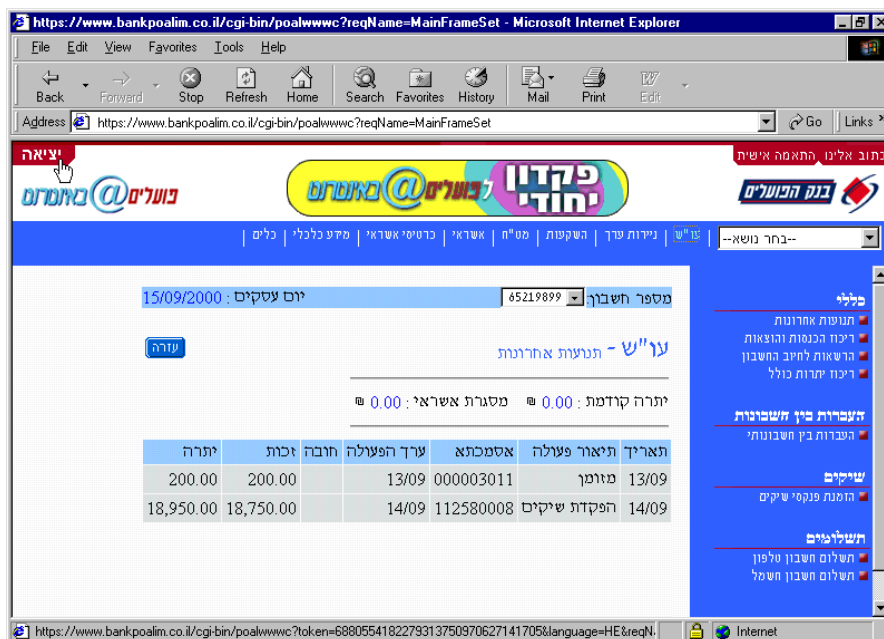 https://www.bankpoalim.co.il/cgi-bin/poalwwwc?reqName=MainFrameSet - Microsoft Internet Explorer
File Edit View Favorites Tools Help
Back Forward Stop Refresh Home Search Favorites History Mail Print Edit
Address https://www.bankpoalim.co.il/cgi-bin/poalwwwc?reqName=MainFrameSet Go Links »
כתוב אלינו התאמה אישית יציאה
בנק הפועלים פקדון יחודי לפועלים@באינטרנט פועלים@באינטרנט
--בחר נושא-- | עו"ש | ניירות ערך | השקעות | מט"ח | אשראי | כרטיסי אשראי | מידע כלכלי | כלים |
מספר חשבון: 65219899 יום עסקים : 15/09/2000
עו"ש - תנועות אחרונות עזרה
יתרה קודמת : 0.00 ₪ מסגרת אשראי : 0.00 ₪
תאריך תיאור פעולה אסמכתא ערך הפעולה חובה זכות יתרה
13/09 מזומן 000003011 13/09 200.00 200.00
14/09 הפקדת שיקים 112580008 14/09 18,750.00 18,950.00
כללי
תנועות אחרונות
ריכוז הכנסות והוצאות
הרשאות לחיוב החשבון
ריכוז יתרות כולל
העברות בין חשבונות
העברות בין חשבונותי
שיקים
הזמנת פנקסי שיקים
תשלומים
תשלום חשבון טלפון
תשלום חשבון חשמל
https://www.bankpoalim.co.il/cgi-bin/poalwwwc?token=6880554182279313750970627141705&language=HE&reqN Internet